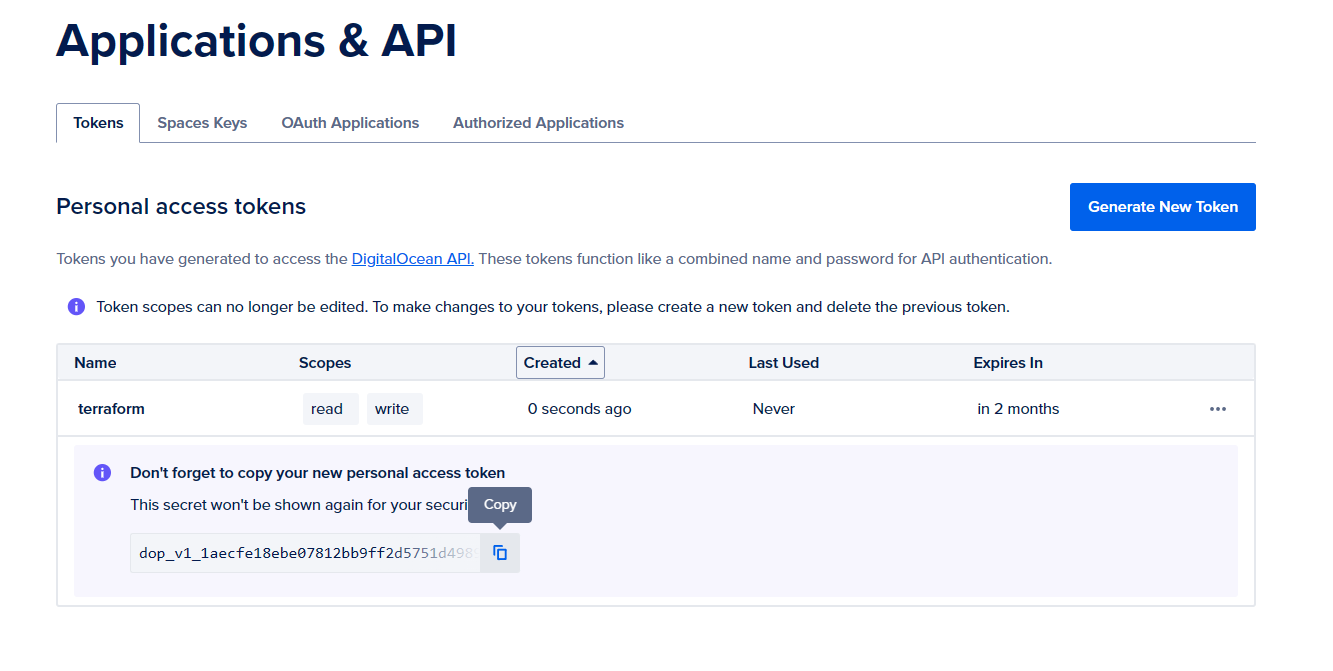 Applications & API
Tokens Spaces Keys OAuth Applications Authorized Applications
Personal access tokens
Generate New Token
Tokens you have generated to access the DigitalOcean API. These tokens function like a combined name and password for API authentication.
Token scopes can no longer be edited. To make changes to your tokens, please create a new token and delete the previous token.
Name Scopes Created Last Used Expires In
terraform read write 0 seconds ago Never in 2 months
Don't forget to copy your new personal access token
This secret won't be shown again for your securi
Copy
dop_v1_1aecfe18ebe07812bb9ff2d5751d498